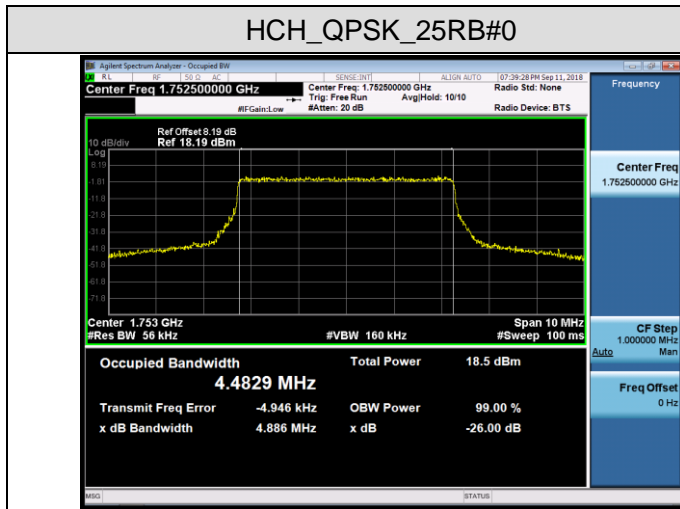 HCH_QPSK_25RB#0
Agilent Spectrum Analyzer - Occupied BW
RL RF 50 Ω AC SENSE:INT ALIGN AUTO 07:39:28 PM Sep 11, 2018
Center Freq 1.752500000 GHz
Center Freq: 1.752500000 GHz
Radio Std: None
Trig: Free Run Avg|Hold: 10/10
#IFGain:Low
#Atten: 20 dB
Radio Device: BTS
Ref Offset 8.19 dB
10 dB/div Ref 18.19 dBm
Log
8.19
-1.81
-11.8
-21.8
-31.8
-41.8
-51.8
-61.8
-71.8
Center 1.753 GHz Span 10 MHz
#Res BW 56 kHz #VBW 160 kHz #Sweep 100 ms
Occupied Bandwidth Total Power 18.5 dBm
4.4829 MHz
Transmit Freq Error -4.946 kHz OBW Power 99.00 %
x dB Bandwidth 4.886 MHz x dB -26.00 dB
MSG STATUS
Frequency
Center Freq
1.752500000 GHz
CF Step
1.000000 MHz
Auto Man
Freq Offset
0 Hz